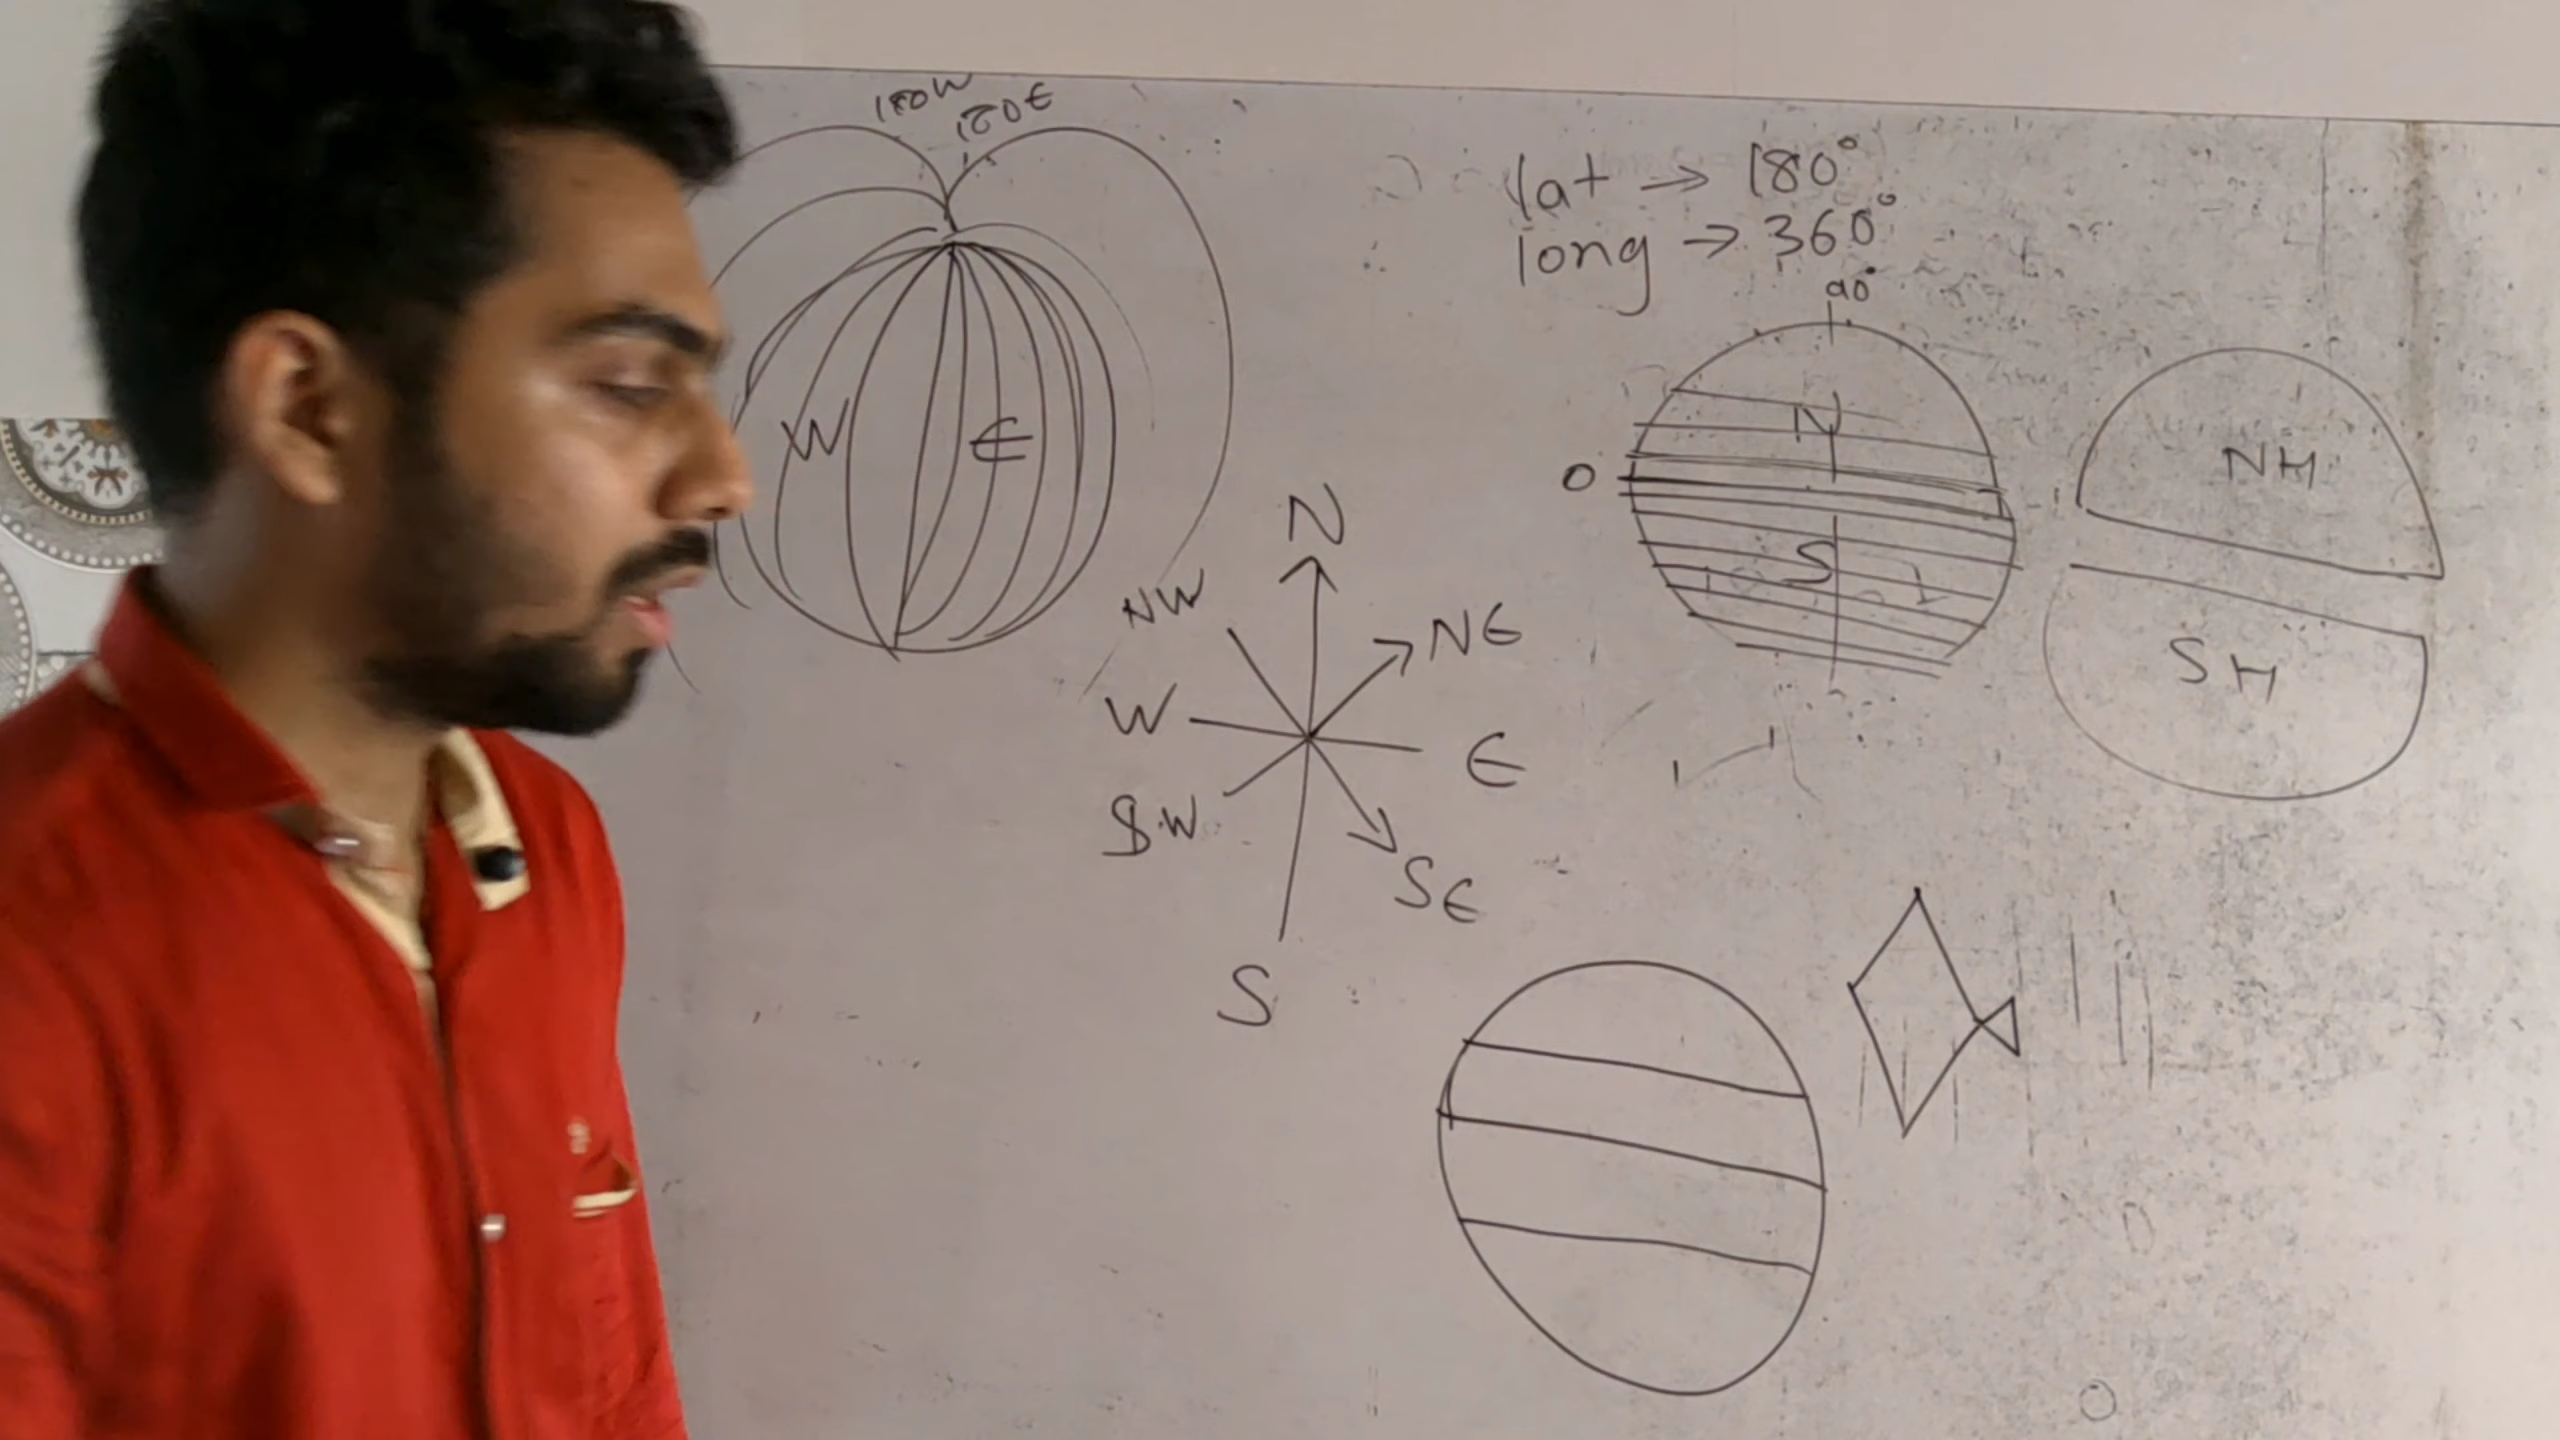 180W
180E
W
E
lat → 180°
long → 360°
90°
N
0
S
NH
SH
N
NW
NE
W
E
SW
SE
S